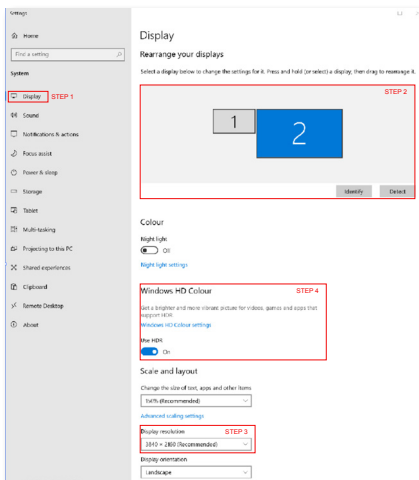 Settings
Home
Find a setting
System
Display STEP 1
Sound
Notifications & actions
Focus assist
Power & sleep
Storage
Tablet
Multi-tasking
Projecting to this PC
Shared experiences
Clipboard
Remote Desktop
About
Display
Rearrange your displays
Select a display below to change the settings for it. Press and hold (or select) a display, then drag to rearrange it.
STEP 2
1
2
Identify Detect
Colour
Night light
Off
Night light settings
Windows HD Colour STEP 4
Get a brighter and more vibrant picture for videos, games and apps that
support HDR.
Windows HD Colour settings
Use HDR
On
Scale and layout
Change the size of text, apps and other items
(Recommended)
Advanced scaling settings
Display resolution STEP 3
3840 × 2160 (Recommended)
Display orientation
Landscape